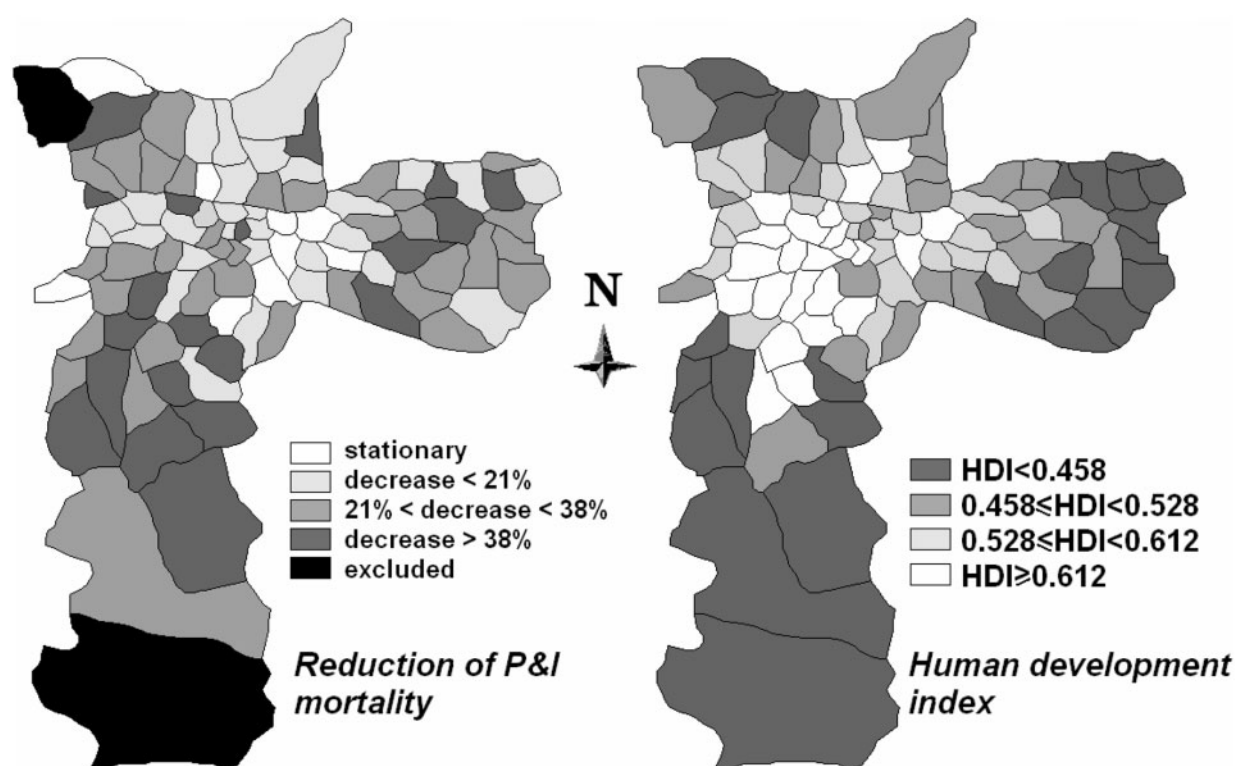 N
stationary
decrease < 21%
21% < decrease < 38%
decrease > 38%
excluded
Reduction of P&I
mortality
HDI<0.458
0.458≤HDI<0.528
0.528≤HDI<0.612
HDI≥0.612
Human development
index